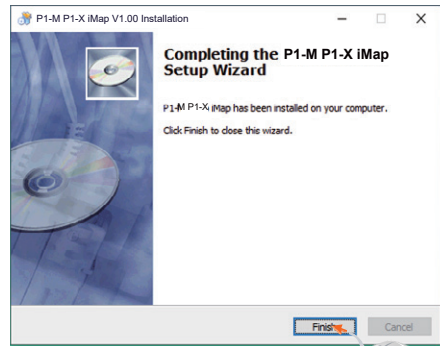 P1-M P1-X iMap V1.00 Installation
Completing the P1-M P1-X iMap
Setup Wizard
P1-M P1-X iMap has been installed on your computer.
Click Finish to close this wizard.
Finish
Cancel